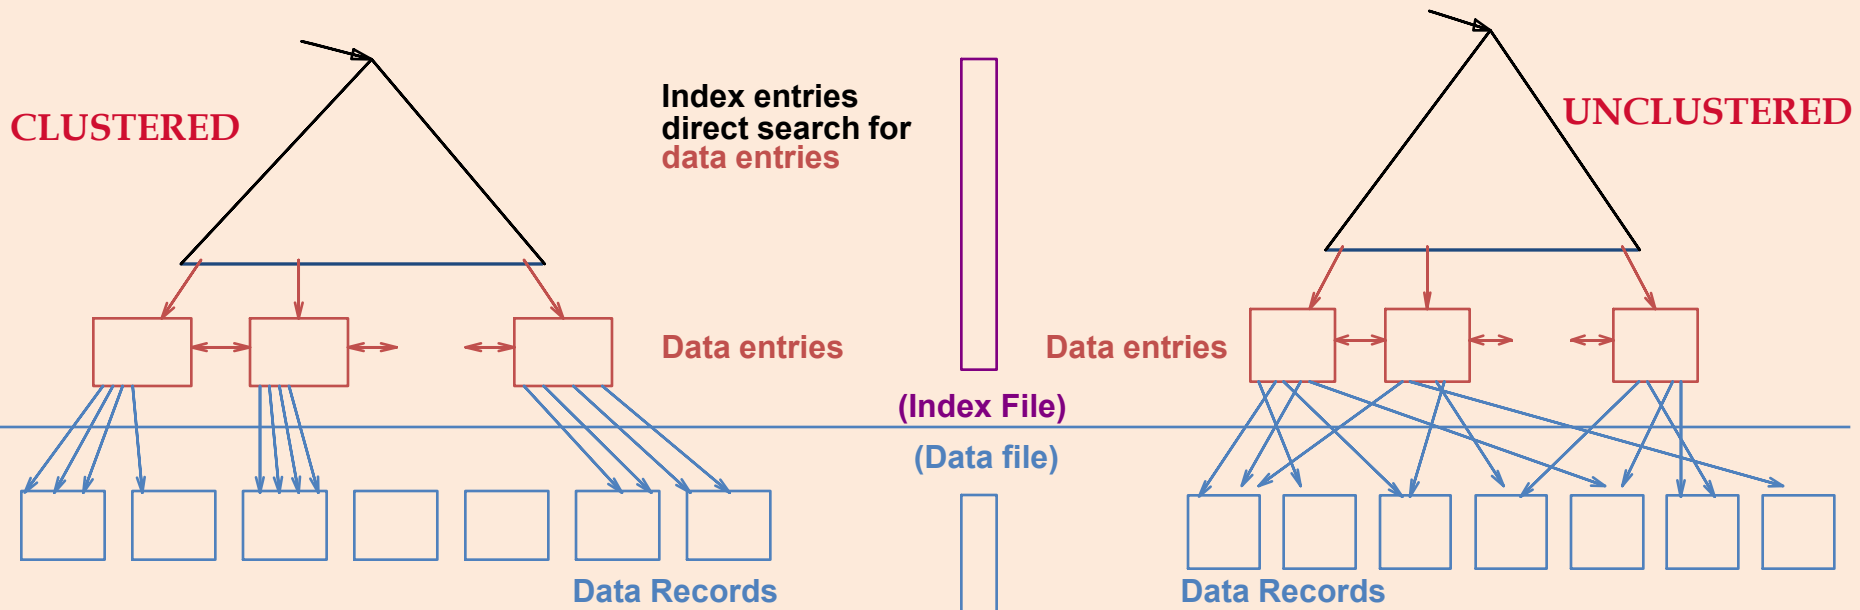 CLUSTERED
Index entries
direct search for
data entries
UNCLUSTERED
Data entries
Data entries
(Index File)
(Data file)
Data Records
Data Records